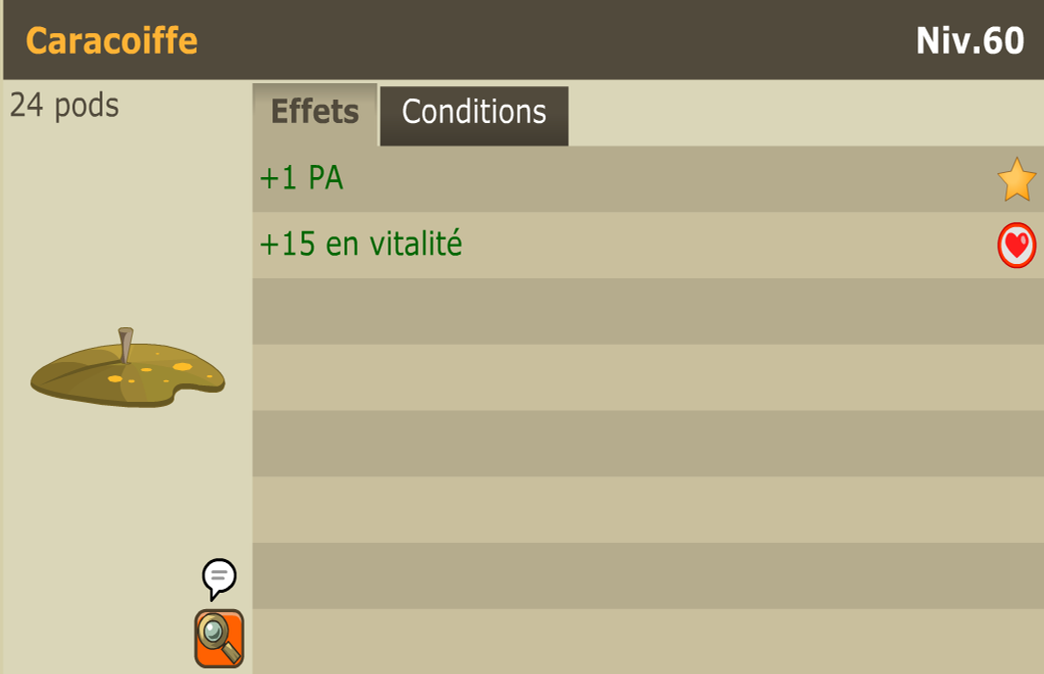 Caracoiffe
Niv.60
24 pods
Effets
Conditions
+1 PA
+15 en vitalité